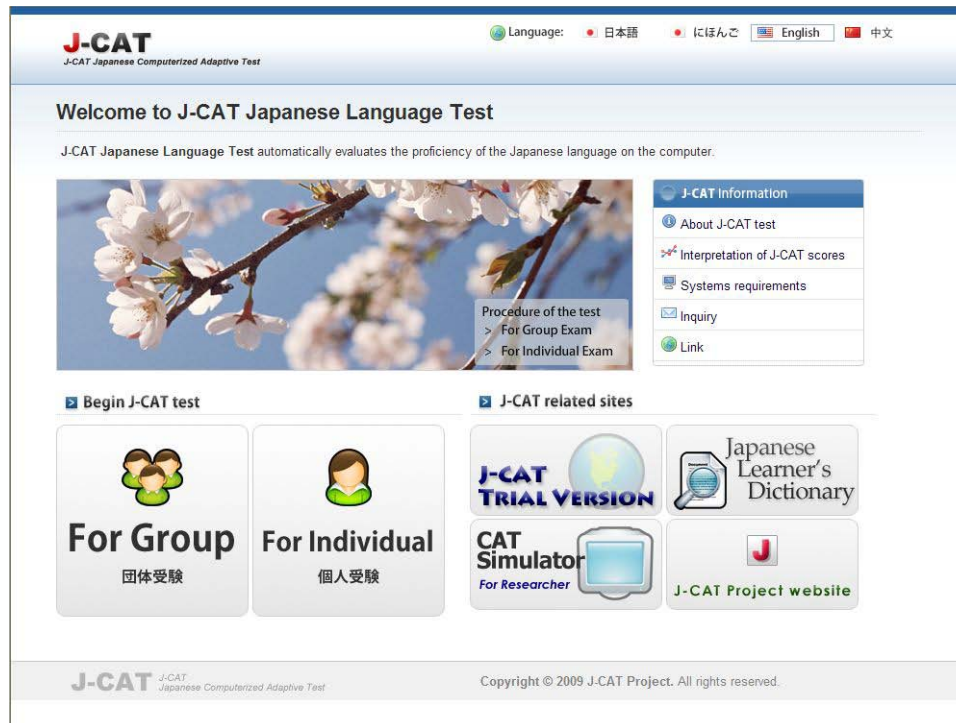 J-CAT
J-CAT Japanese Computerized Adaptive Test
Language: 日本語 にほんご English 中文
Welcome to J-CAT Japanese Language Test
J-CAT Japanese Language Test automatically evaluates the proficiency of the Japanese language on the computer.
Procedure of the test
> For Group Exam
> For Individual Exam
J-CAT Information
About J-CAT test
Interpretation of J-CAT scores
Systems requirements
Inquiry
Link
Begin J-CAT test
For Group
団体受験
For Individual
個人受験
J-CAT related sites
J-CAT
TRIAL VERSION
Japanese
Learner's
Dictionary
CAT
Simulator
For Researcher
J
J-CAT Project website
J-CAT J-CAT
Japanese Computerized Adaptive Test
Copyright © 2009 J-CAT Project. All rights reserved.